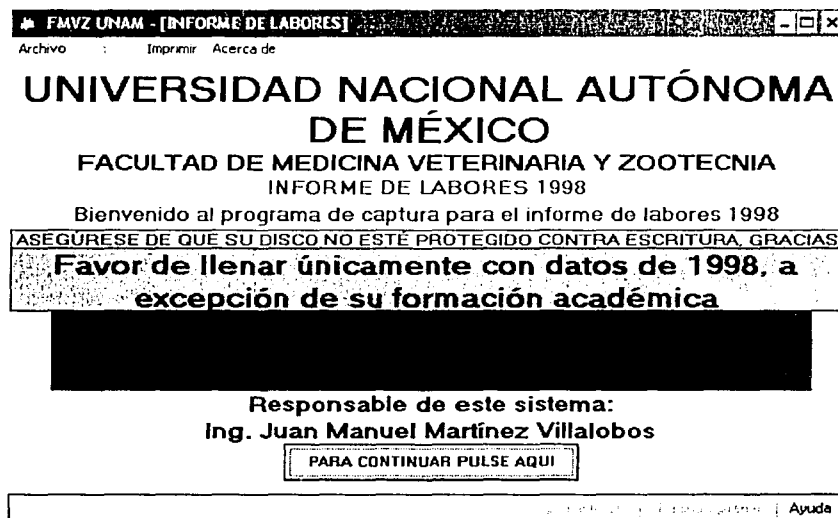 FMVZ UNAM - [INFORME DE LABORES]
Archivo : Imprimir Acerca de
UNIVERSIDAD NACIONAL AUTÓNOMA
DE MÉXICO
FACULTAD DE MEDICINA VETERINARIA Y ZOOTECNIA
INFORME DE LABORES 1998
Bienvenido al programa de captura para el informe de labores 1998
ASEGÚRESE DE QUE SU DISCO NO ESTÉ PROTEGIDO CONTRA ESCRITURA, GRACIAS
Favor de llenar únicamente con datos de 1998, a
excepción de su formación académica
Responsable de este sistema:
Ing. Juan Manuel Martínez Villalobos
PARA CONTINUAR PULSE AQUI
Ayuda